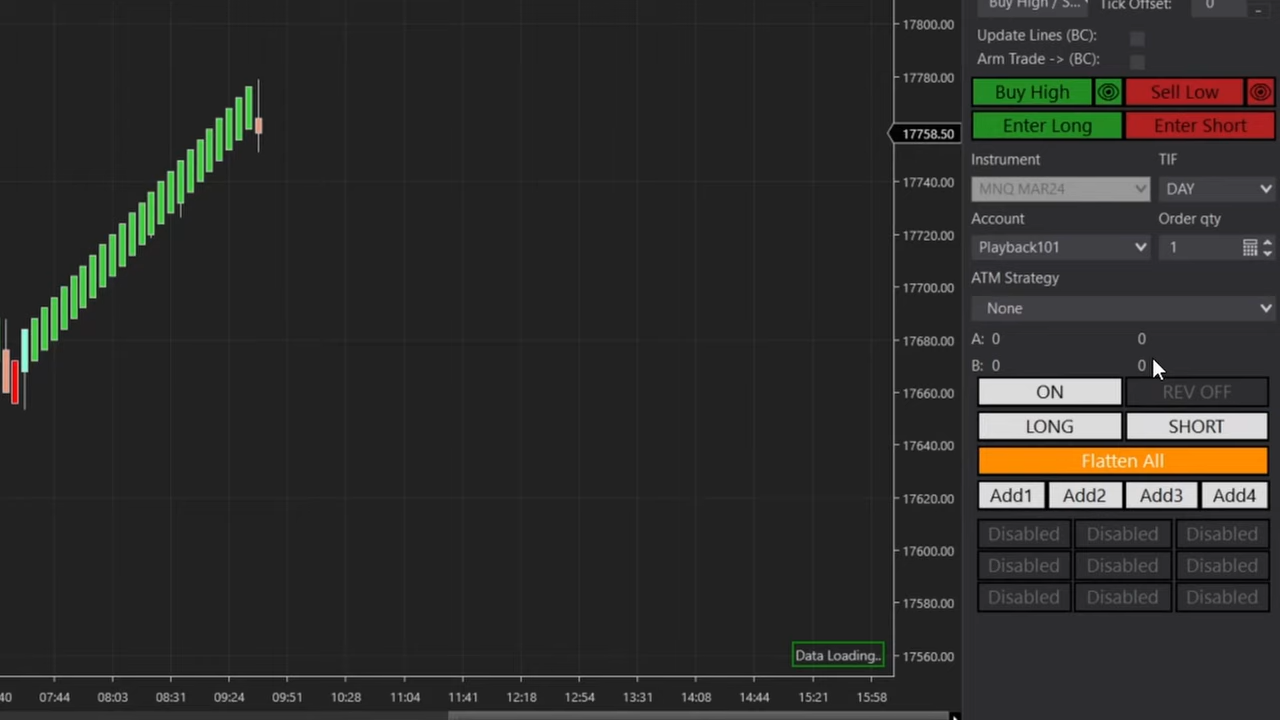 Buy High / S... Tick Offset: 0
Update Lines (BC):
Arm Trade -> (BC):
Buy High Sell Low
Enter Long Enter Short
Instrument TIF
MNQ MAR24 DAY
Account Order qty
Playback101 1
ATM Strategy
None
A: 0 0
B: 0 0
ON REV OFF
LONG SHORT
Flatten All
Add1 Add2 Add3 Add4
Disabled Disabled Disabled
Disabled Disabled Disabled
Disabled Disabled Disabled
17800.00
17780.00
17758.50
17740.00
17720.00
17700.00
17680.00
17660.00
17640.00
17620.00
17600.00
17580.00
17560.00
Data Loading..
40 07:44 08:03 08:31 09:24 09:51 10:28 11:04 11:41 12:18 12:54 13:31 14:08 14:44 15:21 15:58